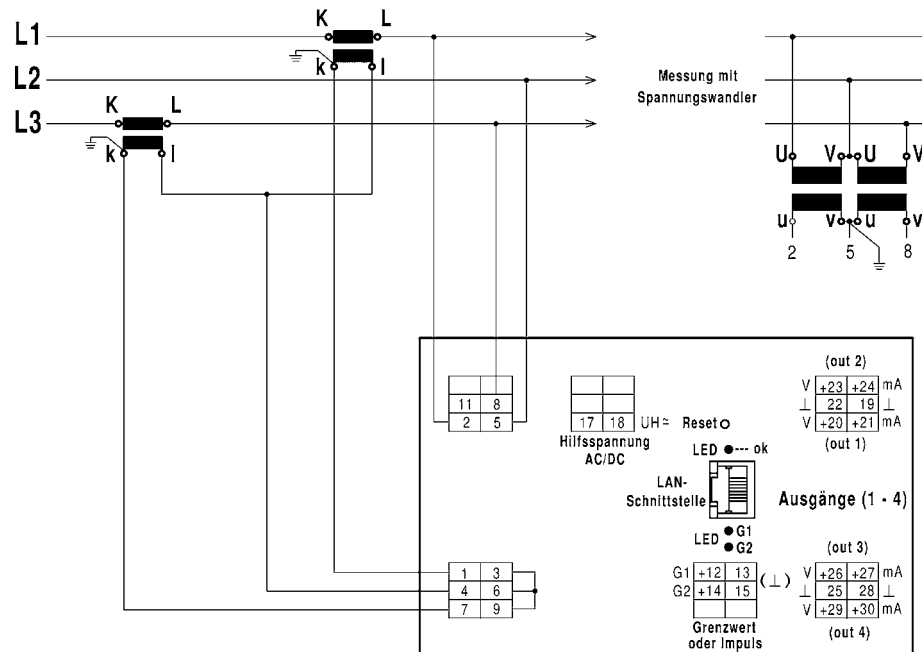 K L
L1
k l
L2
Messung mit
Spannungswandler
K L
L3
k l
U V U V
u v u v
2 5 8
(out 2)
V +23 +24 mA
11 8
⊥ 22 19 ⊥
2 5
17 18 UH≃ Reset
V +20 +21 mA
Hilfsspannung
AC/DC
(out 1)
LED --- ok
LAN-
Schnittstelle
Ausgänge (1 - 4)
LED G1
G2
(out 3)
1 3
G1 +12 13 (⊥)
V +26 +27 mA
4 6
G2 +14 15
⊥ 25 28 ⊥
7 9
V +29 +30 mA
Grenzwert
oder Impuls
(out 4)